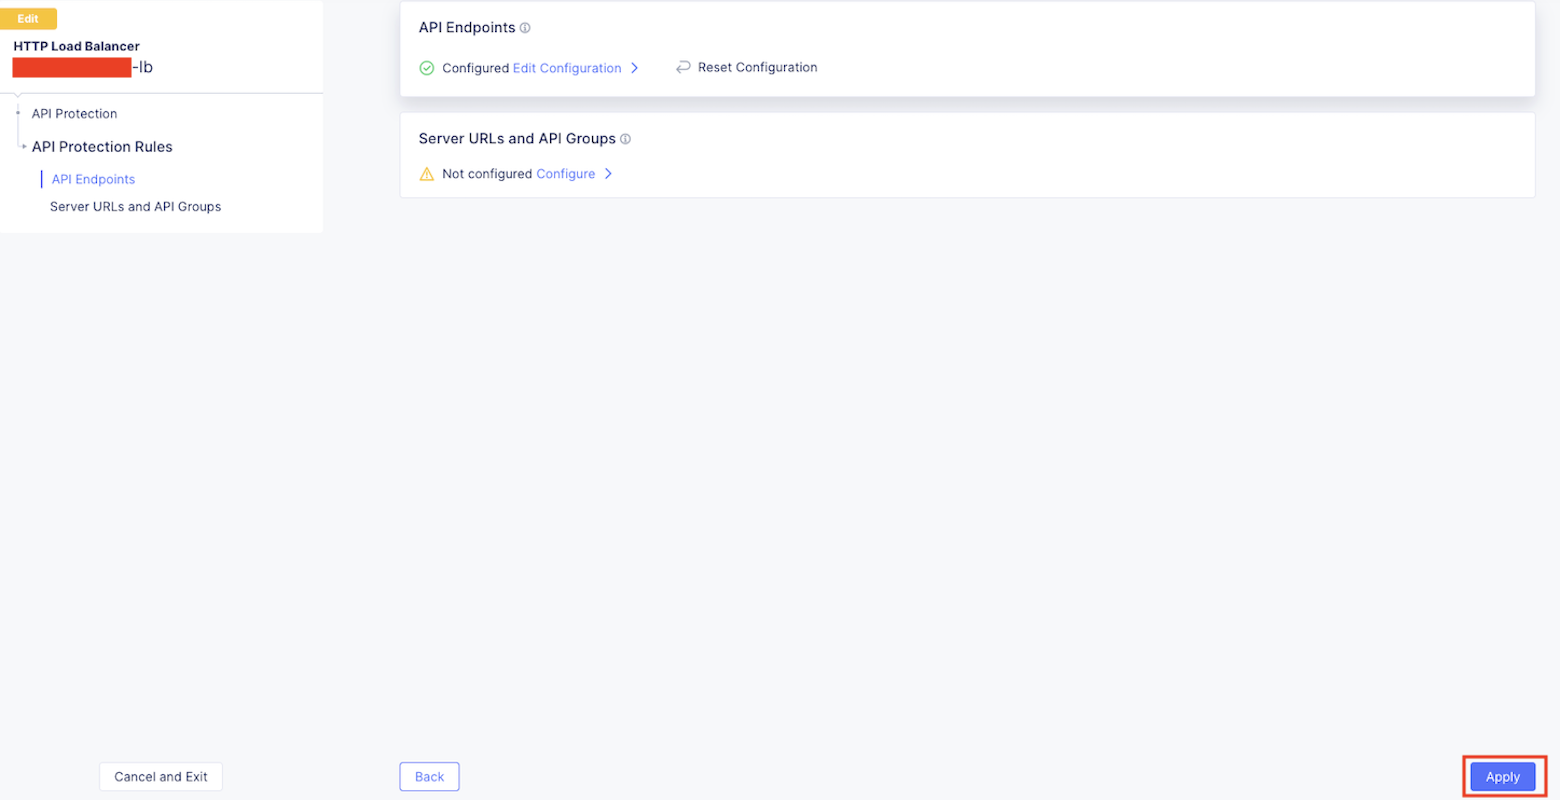 Edit
HTTP Load Balancer
-lb
API Protection
API Protection Rules
API Endpoints
Server URLs and API Groups
API Endpoints
Configured Edit Configuration
Reset Configuration
Server URLs and API Groups
Not configured Configure
Cancel and Exit
Back
Apply